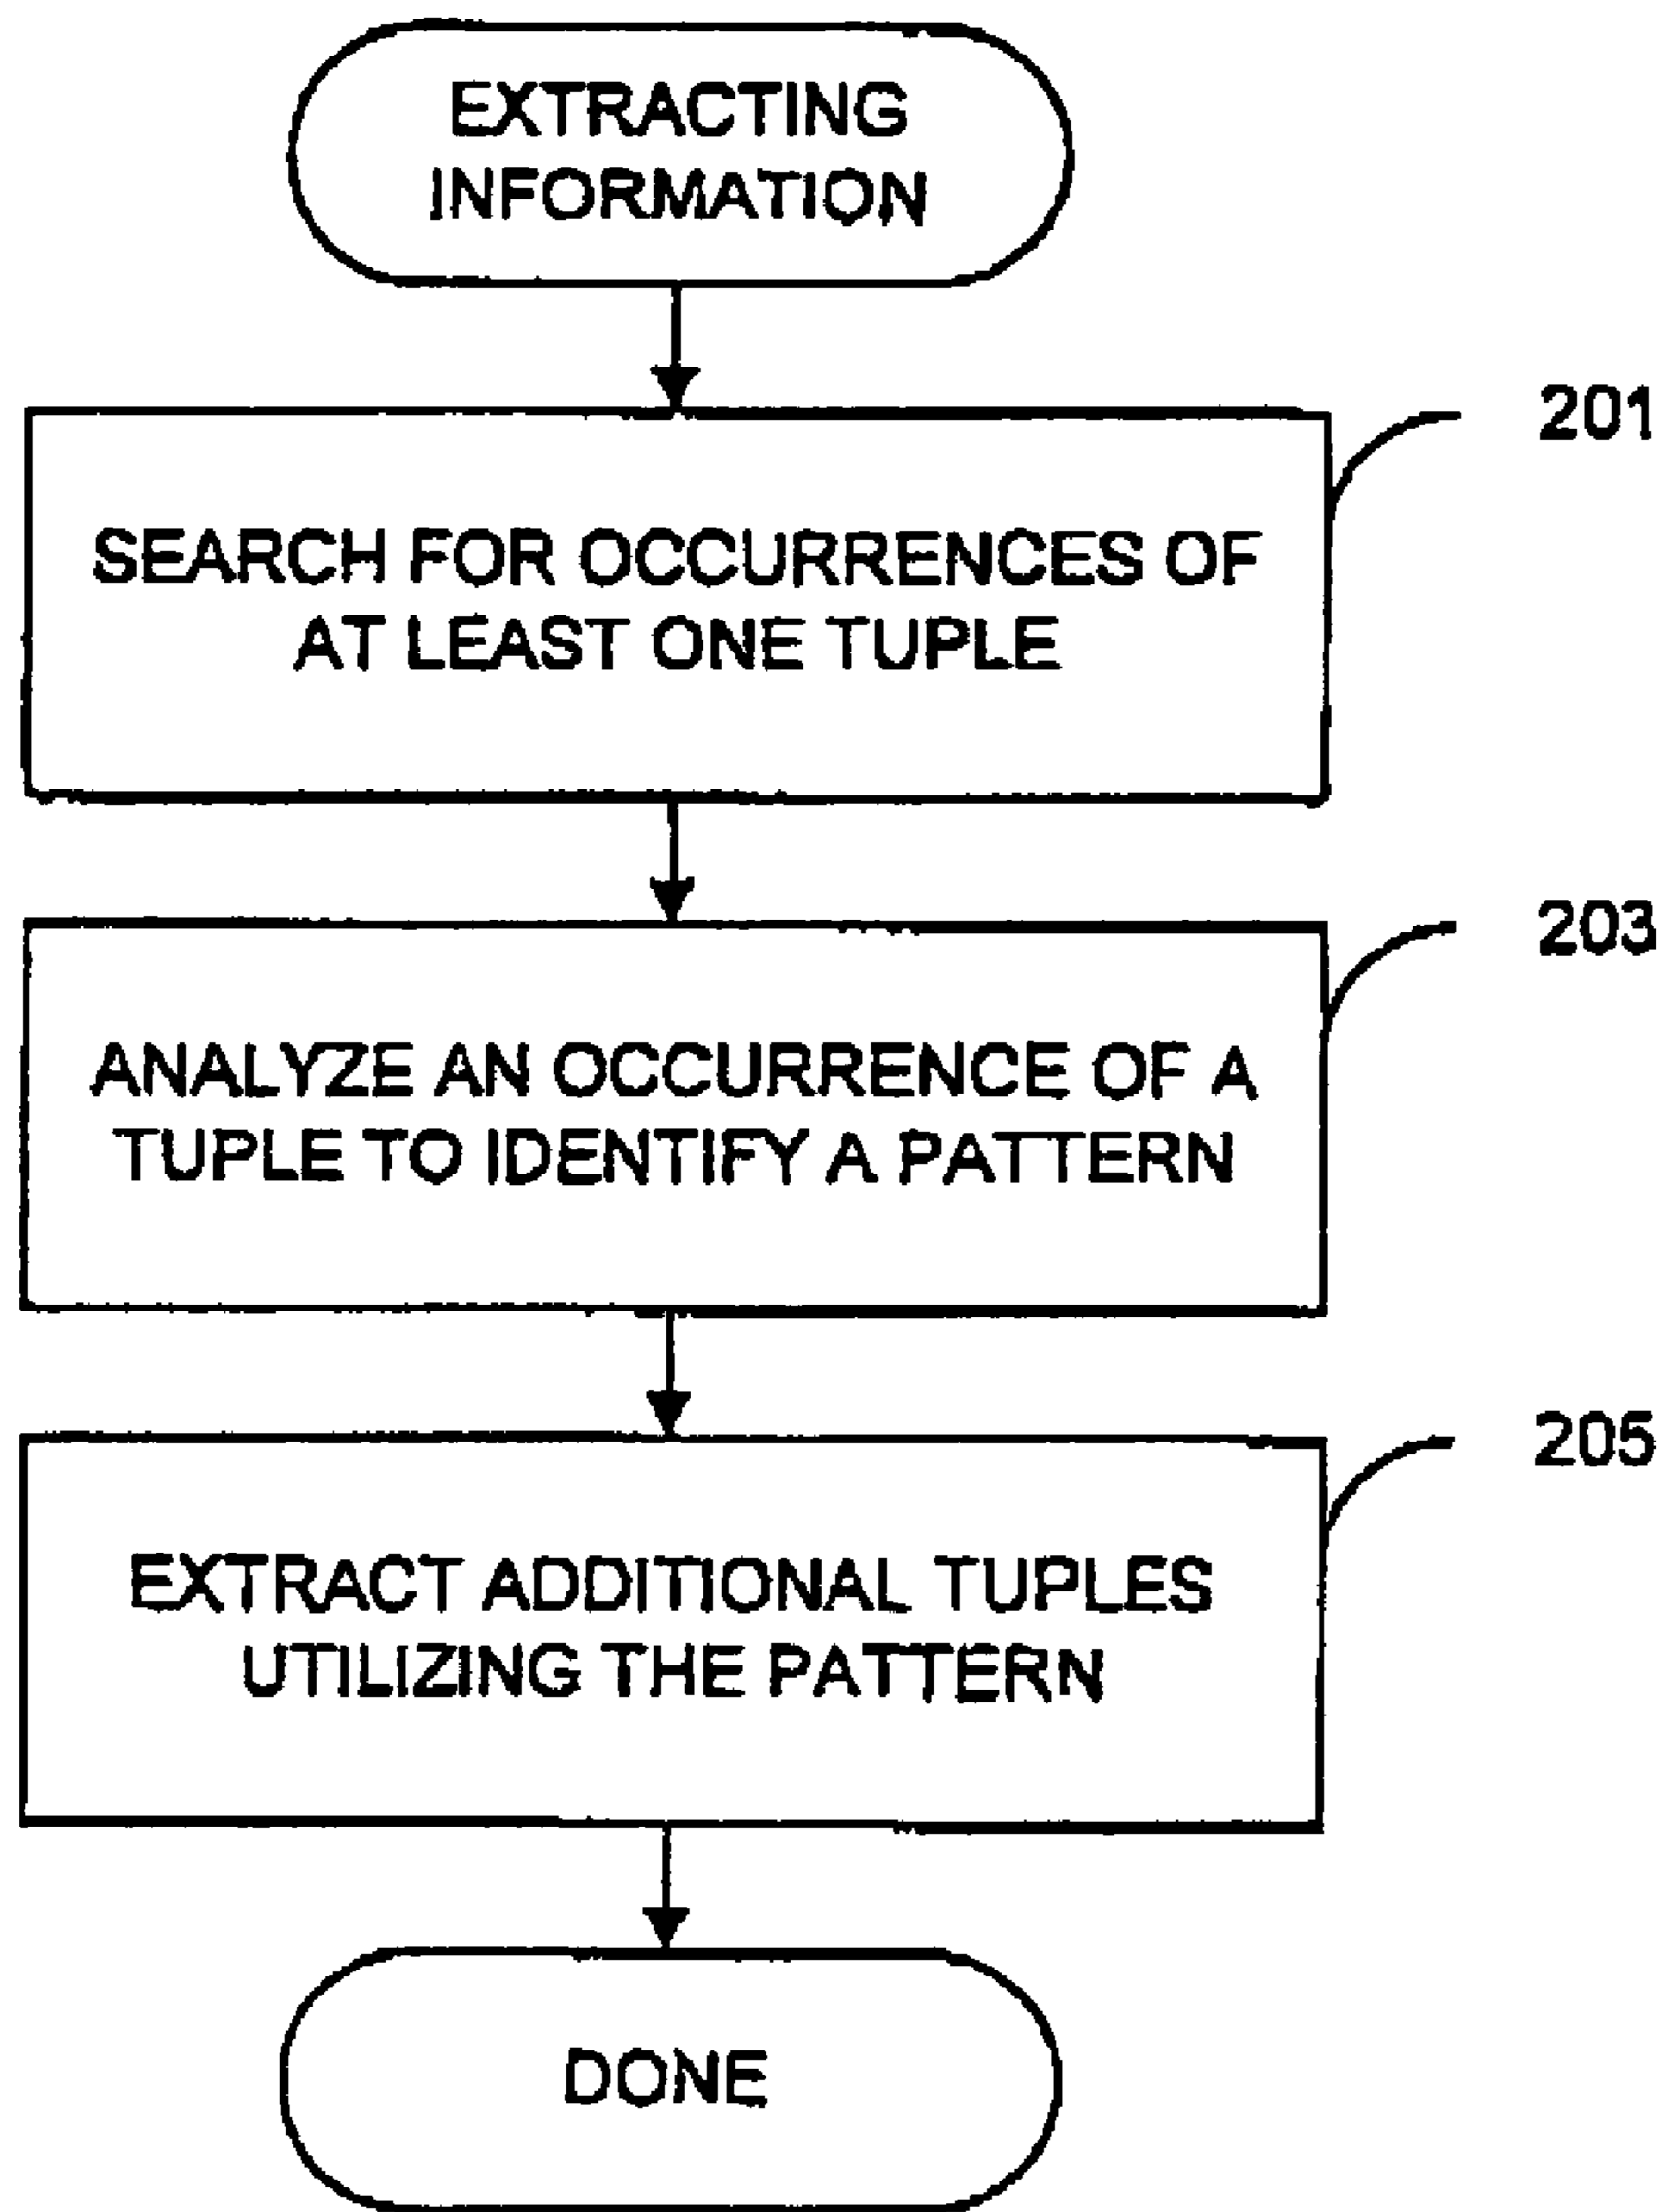 EXTRACTING
INFORMATION
201
SEARCH FOR OCCURRENCES OF
AT LEAST ONE TUPLE
203
ANALYZE AN OCCURRENCE OF A
TUPLE TO IDENTIFY A PATTERN
205
EXTRACT ADDITIONAL TUPLES
UTILIZING THE PATTERN
DONE